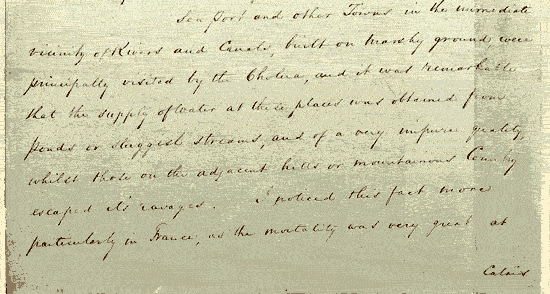 Sea Port and other Towns in the immediate
vicinity of Rivers and Canals, built on marshy ground, were
principally visited by the Cholera, and it was remarkable
that the supply of water at these places was obtained from
ponds or sluggish streams, and of a very impure quality,
whilst those on the adjacent hills or mountainous Country
escaped it's ravages. I noticed this fact more
particularly in France, as the mortality was very great at
Calais